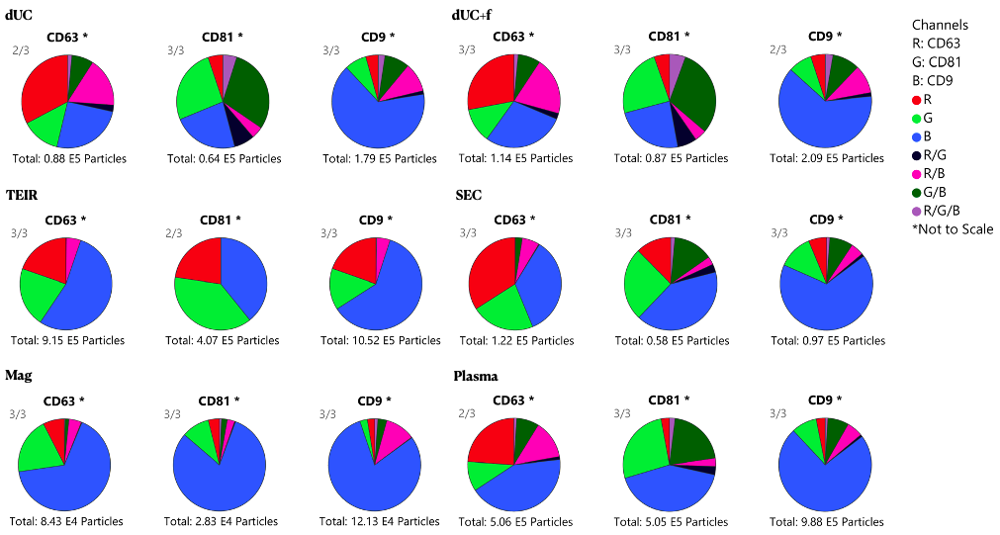 dUC
CD63 *
2/3
Total: 0.88 E5 Particles
CD81 *
3/3
Total: 0.64 E5 Particles
CD9 *
3/3
Total: 1.79 E5 Particles
dUC+f
CD63 *
3/3
Total: 1.14 E5 Particles
CD81 *
3/3
Total: 0.87 E5 Particles
CD9 *
2/3
Total: 2.09 E5 Particles
Channels
R: CD63
G: CD81
B: CD9
R
G
B
R/G
R/B
G/B
R/G/B
*Not to Scale
TEIR
CD63 *
3/3
Total: 9.15 E5 Particles
CD81 *
2/3
Total: 4.07 E5 Particles
CD9 *
3/3
Total: 10.52 E5 Particles
SEC
CD63 *
3/3
Total: 1.22 E5 Particles
CD81 *
3/3
Total: 0.58 E5 Particles
CD9 *
3/3
Total: 0.97 E5 Particles
Mag
CD63 *
3/3
Total: 8.43 E4 Particles
CD81 *
3/3
Total: 2.83 E4 Particles
CD9 *
3/3
Total: 12.13 E4 Particles
Plasma
CD63 *
2/3
Total: 5.06 E5 Particles
CD81 *
3/3
Total: 5.05 E5 Particles
CD9 *
3/3
Total: 9.88 E5 Particles